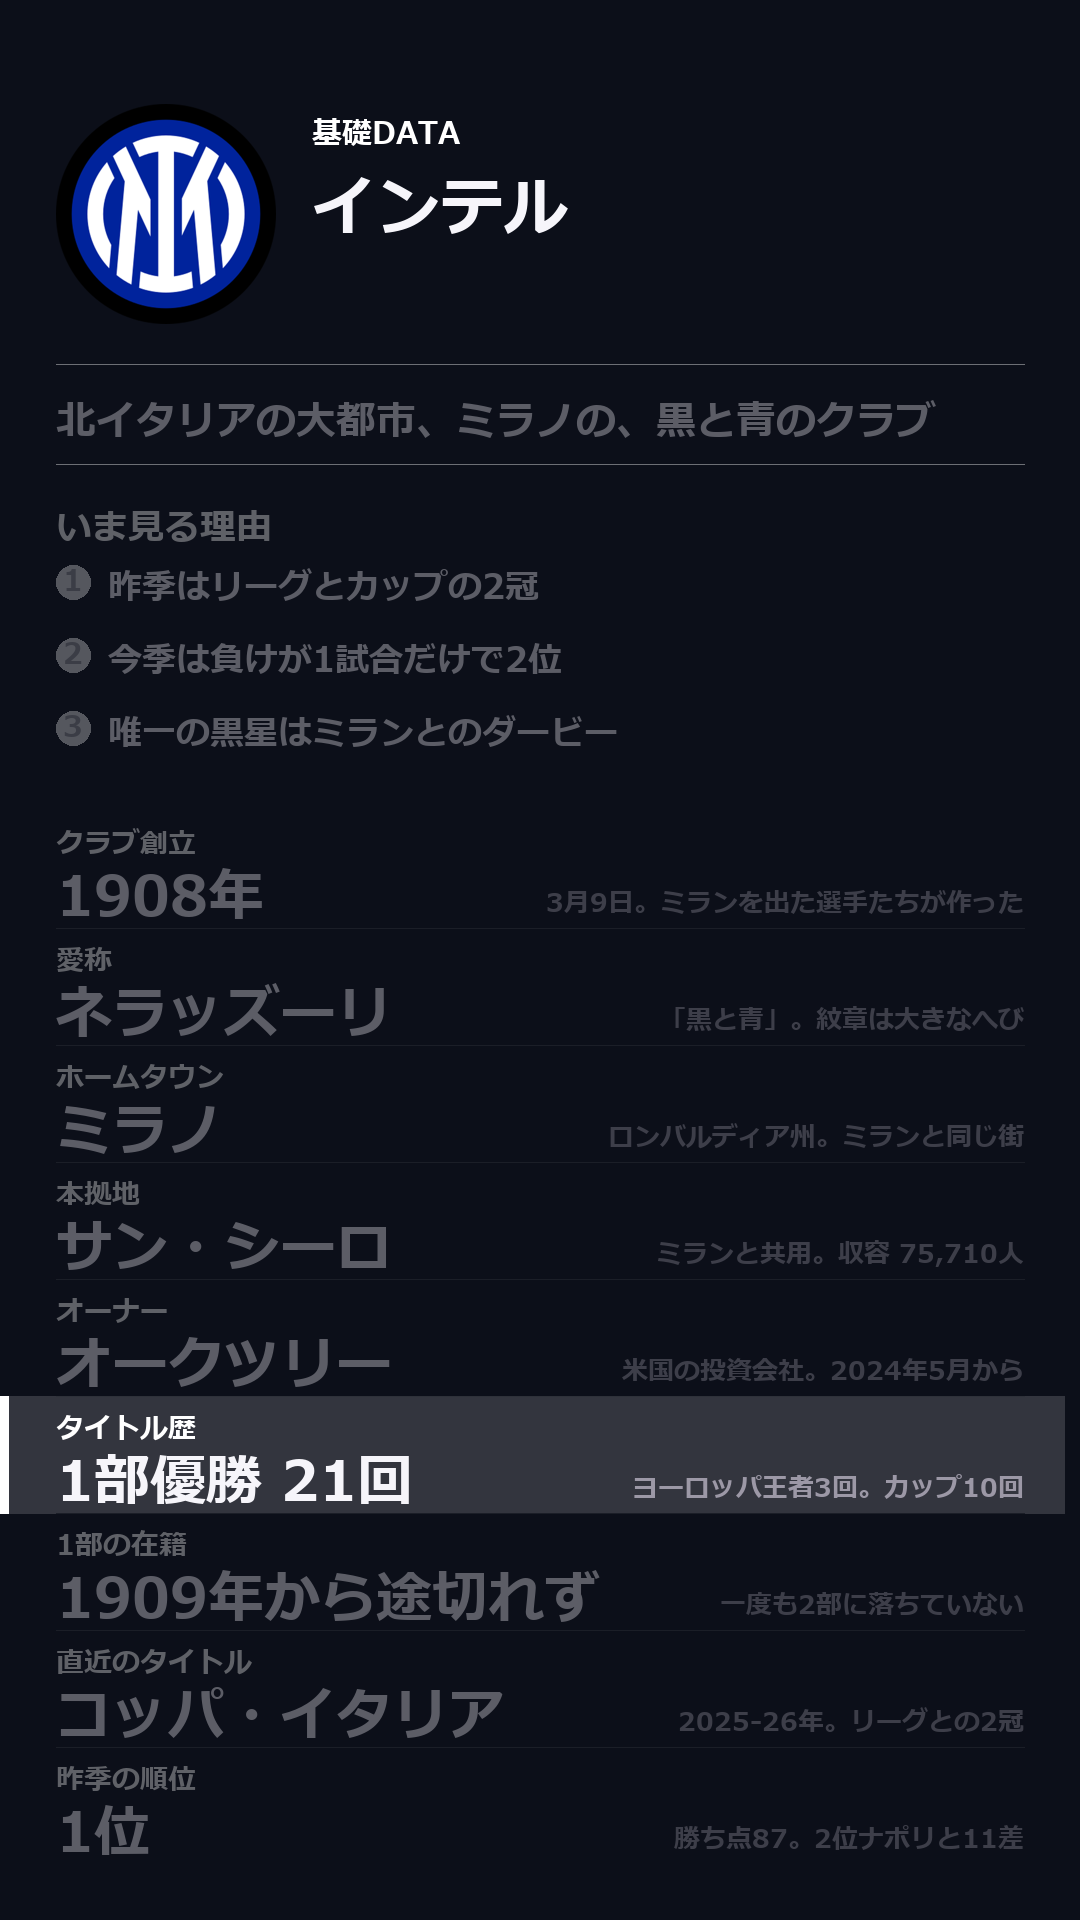 基礎DATA
インテル
北イタリアの大都市、ミラノの、黒と青のクラブ
いま見る理由
1 昨季はリーグとカップの2冠
2 今季は負けが1試合だけで2位
3 唯一の黒星はミランとのダービー
クラブ創立
1908年 3月9日。ミランを出た選手たちが作った
愛称
ネラッズーリ 「黒と青」。紋章は大きなへび
ホームタウン
ミラノ ロンバルディア州。ミランと同じ街
本拠地
サン・シーロ ミランと共用。収容 75,710人
オーナー
オークツリー 米国の投資会社。2024年5月から
タイトル歴
1部優勝 21回 ヨーロッパ王者3回。カップ10回
1部の在籍
1909年から途切れず 一度も2部に落ちていない
直近のタイトル
コッパ・イタリア 2025-26年。リーグとの2冠
昨季の順位
1位 勝ち点87。2位ナポリと11差